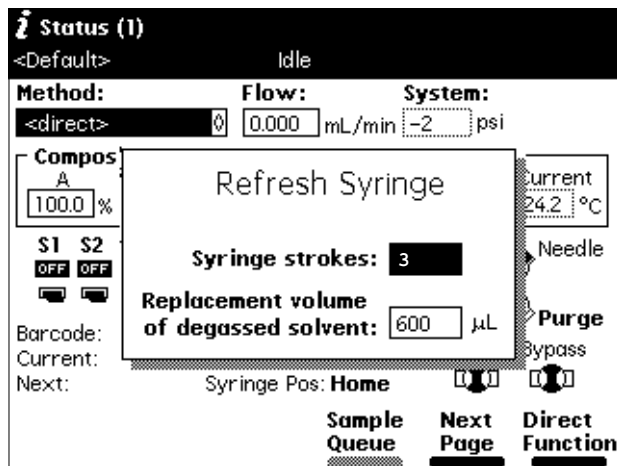 i Status (1)
<Default> Idle
Method: Flow: System:
<direct> 0.000 mL/min -2 psi
Compos
A
100.0 %
Current
24.2 °C
Refresh Syringe
S1 S2
OFF OFF
Needle
Syringe strokes: 3
Replacement volume
of degassed solvent: 600 µL
Purge
Bypass
Barcode:
Current:
Next: Syringe Pos: Home
Sample Queue
Next Page
Direct Function